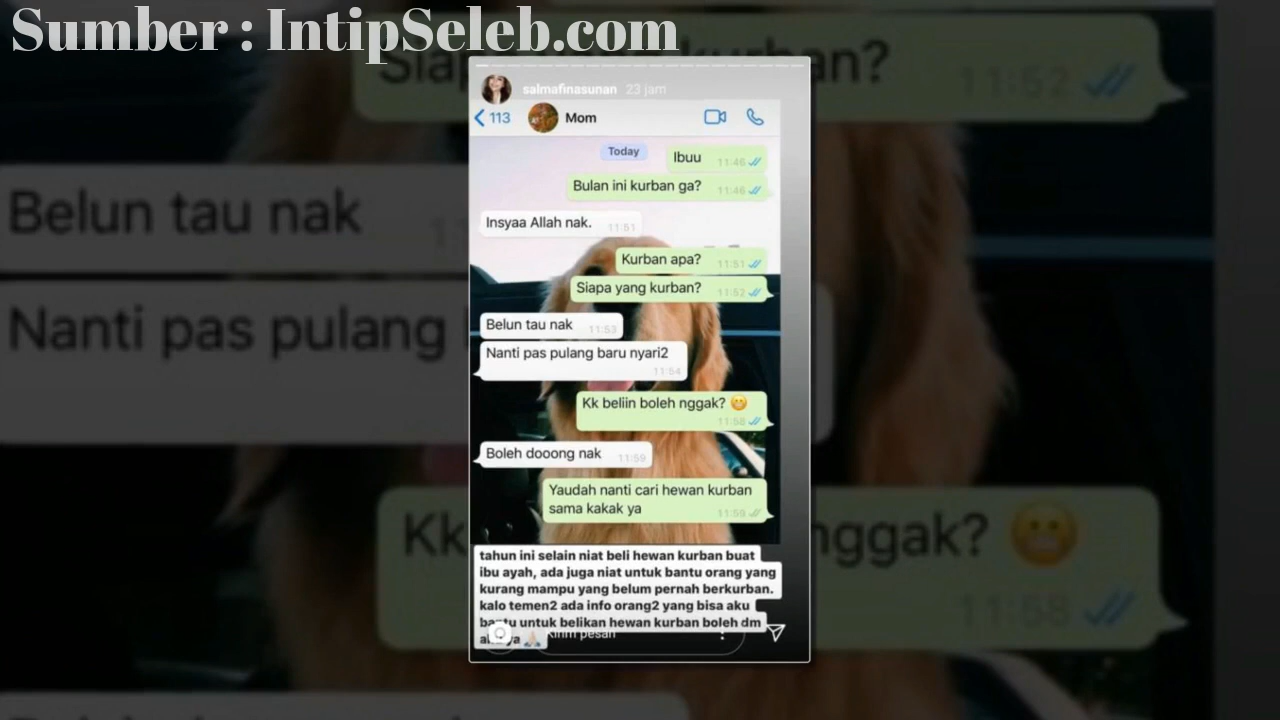 Sumber : IntipSeleb.com
salmafinasunan 23 jam
113 Mom
Today
Ibuu 11:46
Bulan ini kurban ga? 11:46
Insyaa Allah nak. 11:51
Kurban apa? 11:51
Siapa yang kurban? 11:52
Belun tau nak 11:53
Nanti pas pulang baru nyari2
11:54
Kk beliin boleh nggak? 😬
11:58
Boleh dooong nak 11:59
Yaudah nanti cari hewan kurban
sama kakak ya 11:59
tahun ini selain niat beli hewan kurban buat
ibu ayah, ada juga niat untuk bantu orang yang
kurang mampu yang belum pernah berkurban.
kalo temen2 ada info orang2 yang bisa aku
bantu untuk belikan hewan kurban boleh dm
ya 🙏🏻
Kirim pesan
Siapa kurban?
11:52
Belun tau nak
Nanti pas pulang
Kk nggak? 😬
11:58